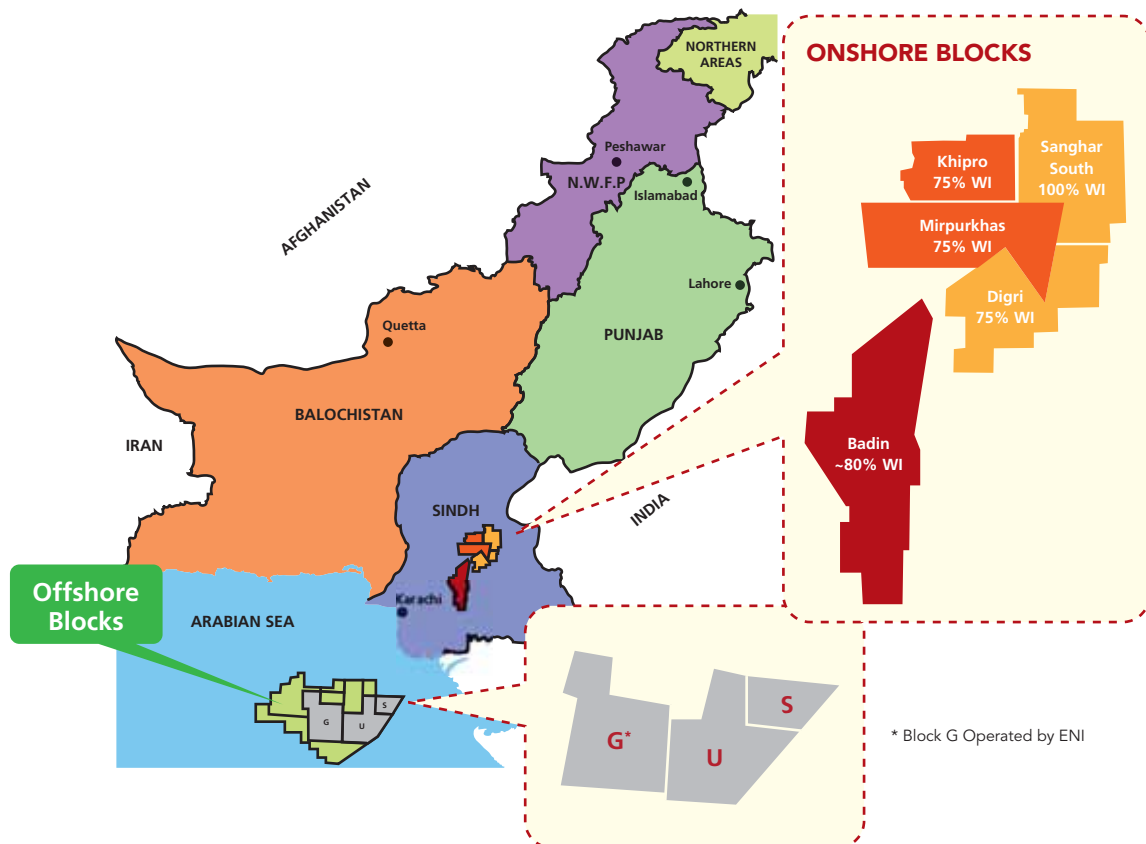 NORTHERN
AREAS
Peshawar
N.W.F.P
Islamabad
AFGHANISTAN
Lahore
Quetta
PUNJAB
BALOCHISTAN
IRAN
SINDH
INDIA
Karachi
ARABIAN SEA
Offshore
Blocks
G
U
S
ONSHORE BLOCKS
Khipro
75% WI
Sanghar
South
100% WI
Mirpurkhas
75% WI
Digri
75% WI
Badin
~80% WI
G*
U
S
* Block G Operated by ENI